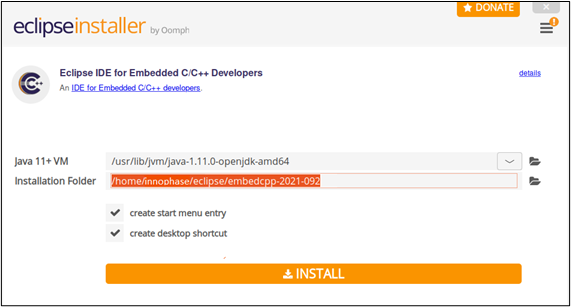 DONATE
eclipseinstaller by Oomph
Eclipse IDE for Embedded C/C++ Developers
details
An IDE for Embedded C/C++ developers.
C++
Java 11+ VM /usr/lib/jvm/java-1.11.0-openjdk-amd64
Installation Folder /home/innophase/eclipse/embedcpp-2021-092
create start menu entry
create desktop shortcut
INSTALL